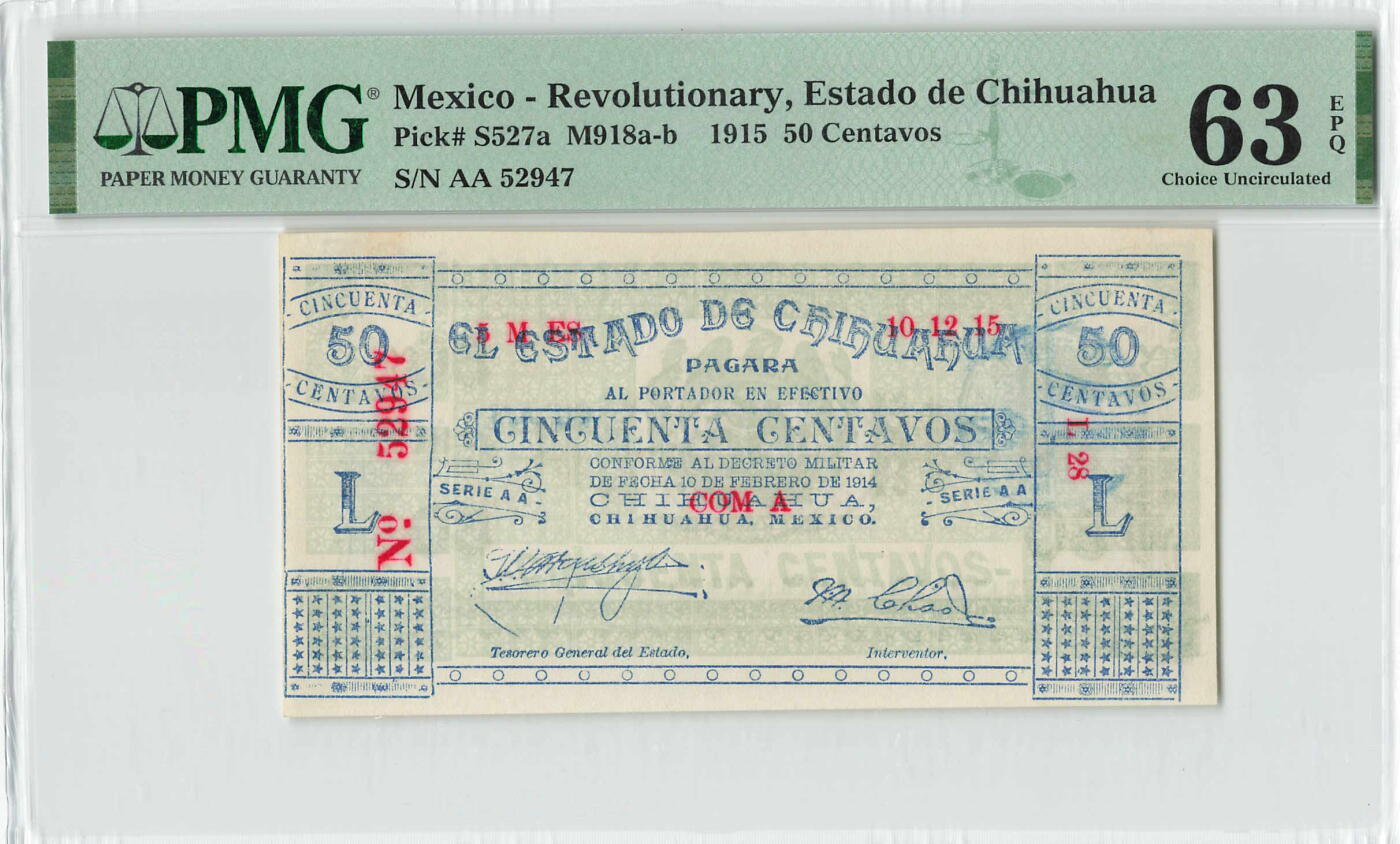 PMG®
PAPER MONEY GUARANTY
Mexico - Revolutionary, Estado de Chihuahua
Pick# S527a M918a-b 1915 50 Centavos
S/N AA 52947
63
EPQ
Choice Uncirculated
CINCUENTA
50
CENTAVOS
L
No. 52947
EL ESTADO DE CHIHUAHUA
5 M ES
10 12 15
PAGARA
AL PORTADOR EN EFECTIVO
CINCUENTA CENTAVOS
CONFORME AL DECRETO MILITAR
DE FECHA 10 DE FEBRERO DE 1914
CHIHUAHUA,
COM A
CHIHUAHUA, MEXICO.
SERIE A A -
- SERIE A A
M. Chao
Tesorero General del Estado,
Interventor,
CINCUENTA
50
CENTAVOS
L 28
L